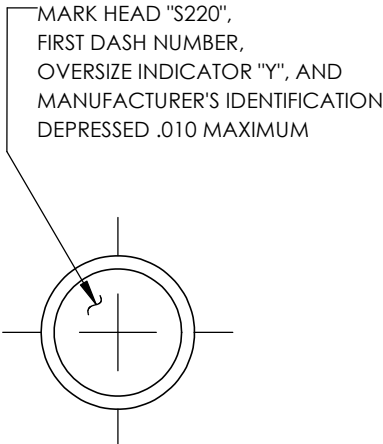 MARK HEAD "S220",
FIRST DASH NUMBER,
OVERSIZE INDICATOR "Y", AND
MANUFACTURER'S IDENTIFICATION
DEPRESSED .010 MAXIMUM